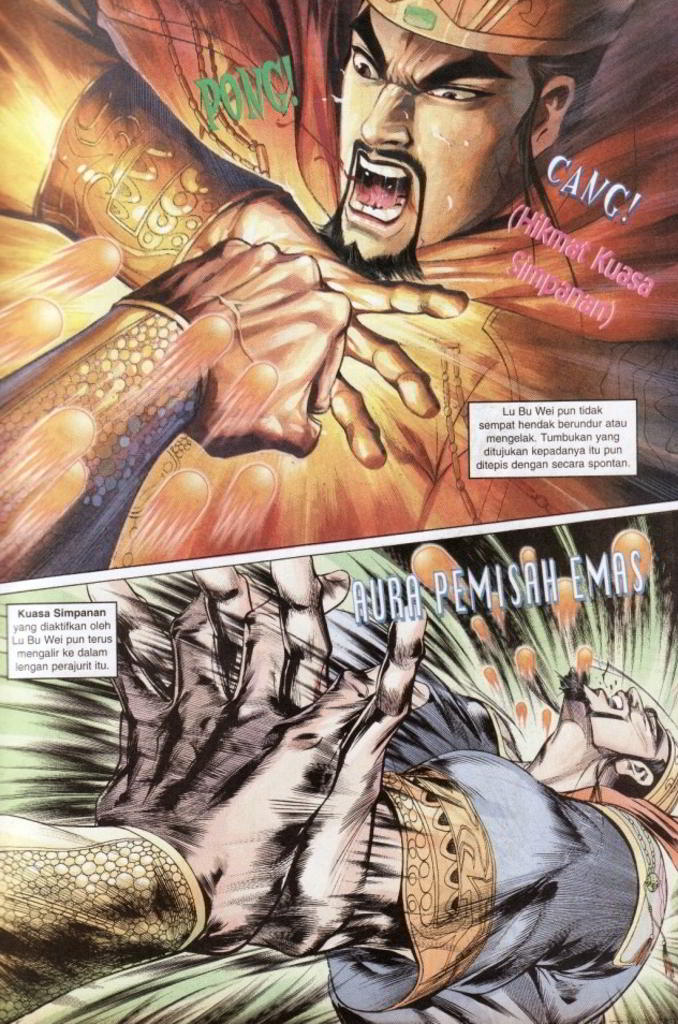 PONG!
CANG!
(Hikmat Kuasa
Simpanan)
Lu Bu Wei pun tidak
sempat hendak berundur atau
mengelak. Tumbukan yang
ditujukan kepadanya itu pun
ditepis dengan secara spontan.
AURA PEMISAH EMAS
Kuasa Simpanan
yang diaktifkan oleh
Lu Bu Wei pun terus
mengalir ke dalam
lengan perajurit itu.